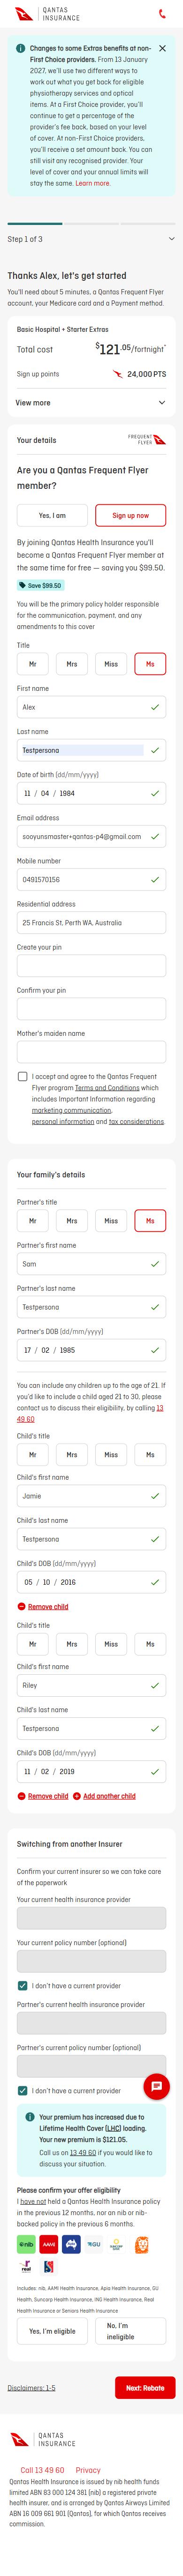 QANTAS
INSURANCE
Changes to some Extras benefits at non-
First Choice providers. From 13 January
2027, we'll use two different ways to
work out what you get back for eligible
physiotherapy services and optical
items. At a First Choice provider, you'll
continue to get a percentage of the
provider's fee back, based on your level
of cover. At non-First Choice providers,
you'll receive a set amount back. You can
still visit any recognised provider. Your
level of cover and your annual limits will
stay the same. Learn more.
Step 1 of 3
Thanks Alex, let's get started
You'll need about 5 minutes, a Qantas Frequent Flyer
account, your Medicare card and a Payment method.
Basic Hospital + Starter Extras
Total cost $121.05/fortnight^
Sign up points 24,000 PTS
View more
Your details FREQUENT
FLYER
Are you a Qantas Frequent Flyer
member?
Yes, I am Sign up now
By joining Qantas Health Insurance you'll
become a Qantas Frequent Flyer member at
the same time for free — saving you $99.50.
Save $99.50
You will be the primary policy holder responsible
for the communication, payment, and any
amendments to this cover
Title
Mr Mrs Miss Ms
First name
Alex
Last name
Testpersona
Date of birth (dd/mm/yyyy)
11 / 04 / 1984
Email address
sooyunsmaster+qantas-p4@gmail.com
Mobile number
0491570156
Residential address
25 Francis St, Perth WA, Australia
Create your pin
Confirm your pin
Mother's maiden name
I accept and agree to the Qantas Frequent
Flyer program Terms and Conditions which
includes Important Information regarding
marketing communication,
personal information and tax considerations.
Your family's details
Partner's title
Mr Mrs Miss Ms
Partner's first name
Sam
Partner's last name
Testpersona
Partner's DOB (dd/mm/yyyy)
17 / 02 / 1985
You can include any children up to the age of 21. If
you'd like to include a child aged 21 to 30, please
contact us to discuss their eligibility, by calling 13
49 60
Child's title
Mr Mrs Miss Ms
Child's first name
Jamie
Child's last name
Testpersona
Child's DOB (dd/mm/yyyy)
05 / 10 / 2016
Remove child
Child's title
Mr Mrs Miss Ms
Child's first name
Riley
Child's last name
Testpersona
Child's DOB (dd/mm/yyyy)
11 / 02 / 2019
Remove child Add another child
Switching from another Insurer
Confirm your current insurer so we can take care
of the paperwork
Your current health insurance provider
Your current policy number (optional)
I don't have a current provider
Partner's current health insurance provider
Partner's current policy number (optional)
I don't have a current provider
Your premium has increased due to
Lifetime Health Cover (LHC) loading.
Your new premium is $121.05.
Call us on 13 49 60 if you would like to
discuss your situation.
Please confirm your offer eligibility
I have not held a Qantas Health Insurance policy
in the previous 12 months, nor an nib or nib-
backed policy in the previous 6 months.
nib AAMI GU
real
Includes: nib, AAMI Health Insurance, Apia Health Insurance, GU
Health, Suncorp Health Insurance, ING Health Insurance, Real
Health Insurance or Seniors Health Insurance
Yes, I'm eligible No, I'm
ineligible
Disclaimers: 1-5 Next: Rebate
QANTAS
INSURANCE
Call 13 49 60 Privacy
Qantas Health Insurance is issued by nib health funds
limited ABN 83 000 124 381 (nib) a registered private
health insurer, and is arranged by Qantas Airways Limited
ABN 16 009 661 901 (Qantas), for which Qantas receives
commission.